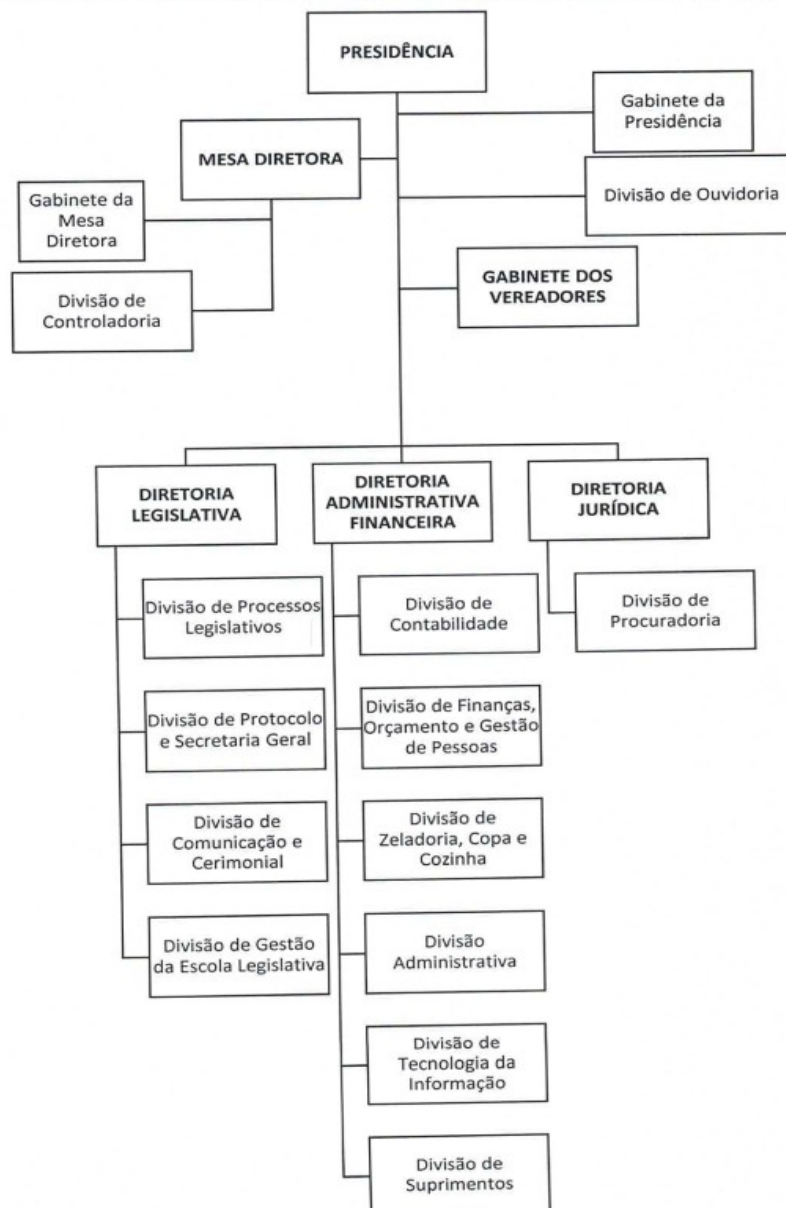 PRESIDÊNCIA
Gabinete da
Presidência
MESA DIRETORA
Gabinete da
Mesa
Diretora
Divisão de Ouvidoria
GABINETE DOS
VEREADORES
Divisão de
Controladoria
DIRETORIA
LEGISLATIVA
DIRETORIA
ADMINISTRATIVA
FINANCEIRA
DIRETORIA
JURÍDICA
Divisão de Processos
Legislativos
Divisão de Protocolo
e Secretaria Geral
Divisão de
Comunicação e
Cerimonial
Divisão de Gestão
da Escola Legislativa
Divisão de
Contabilidade
Divisão de Finanças,
Orçamento e Gestão
de Pessoas
Divisão de
Zeladoria, Copa e
Cozinha
Divisão
Administrativa
Divisão de
Tecnologia da
Informação
Divisão de
Suprimentos
Divisão de
Procuradoria